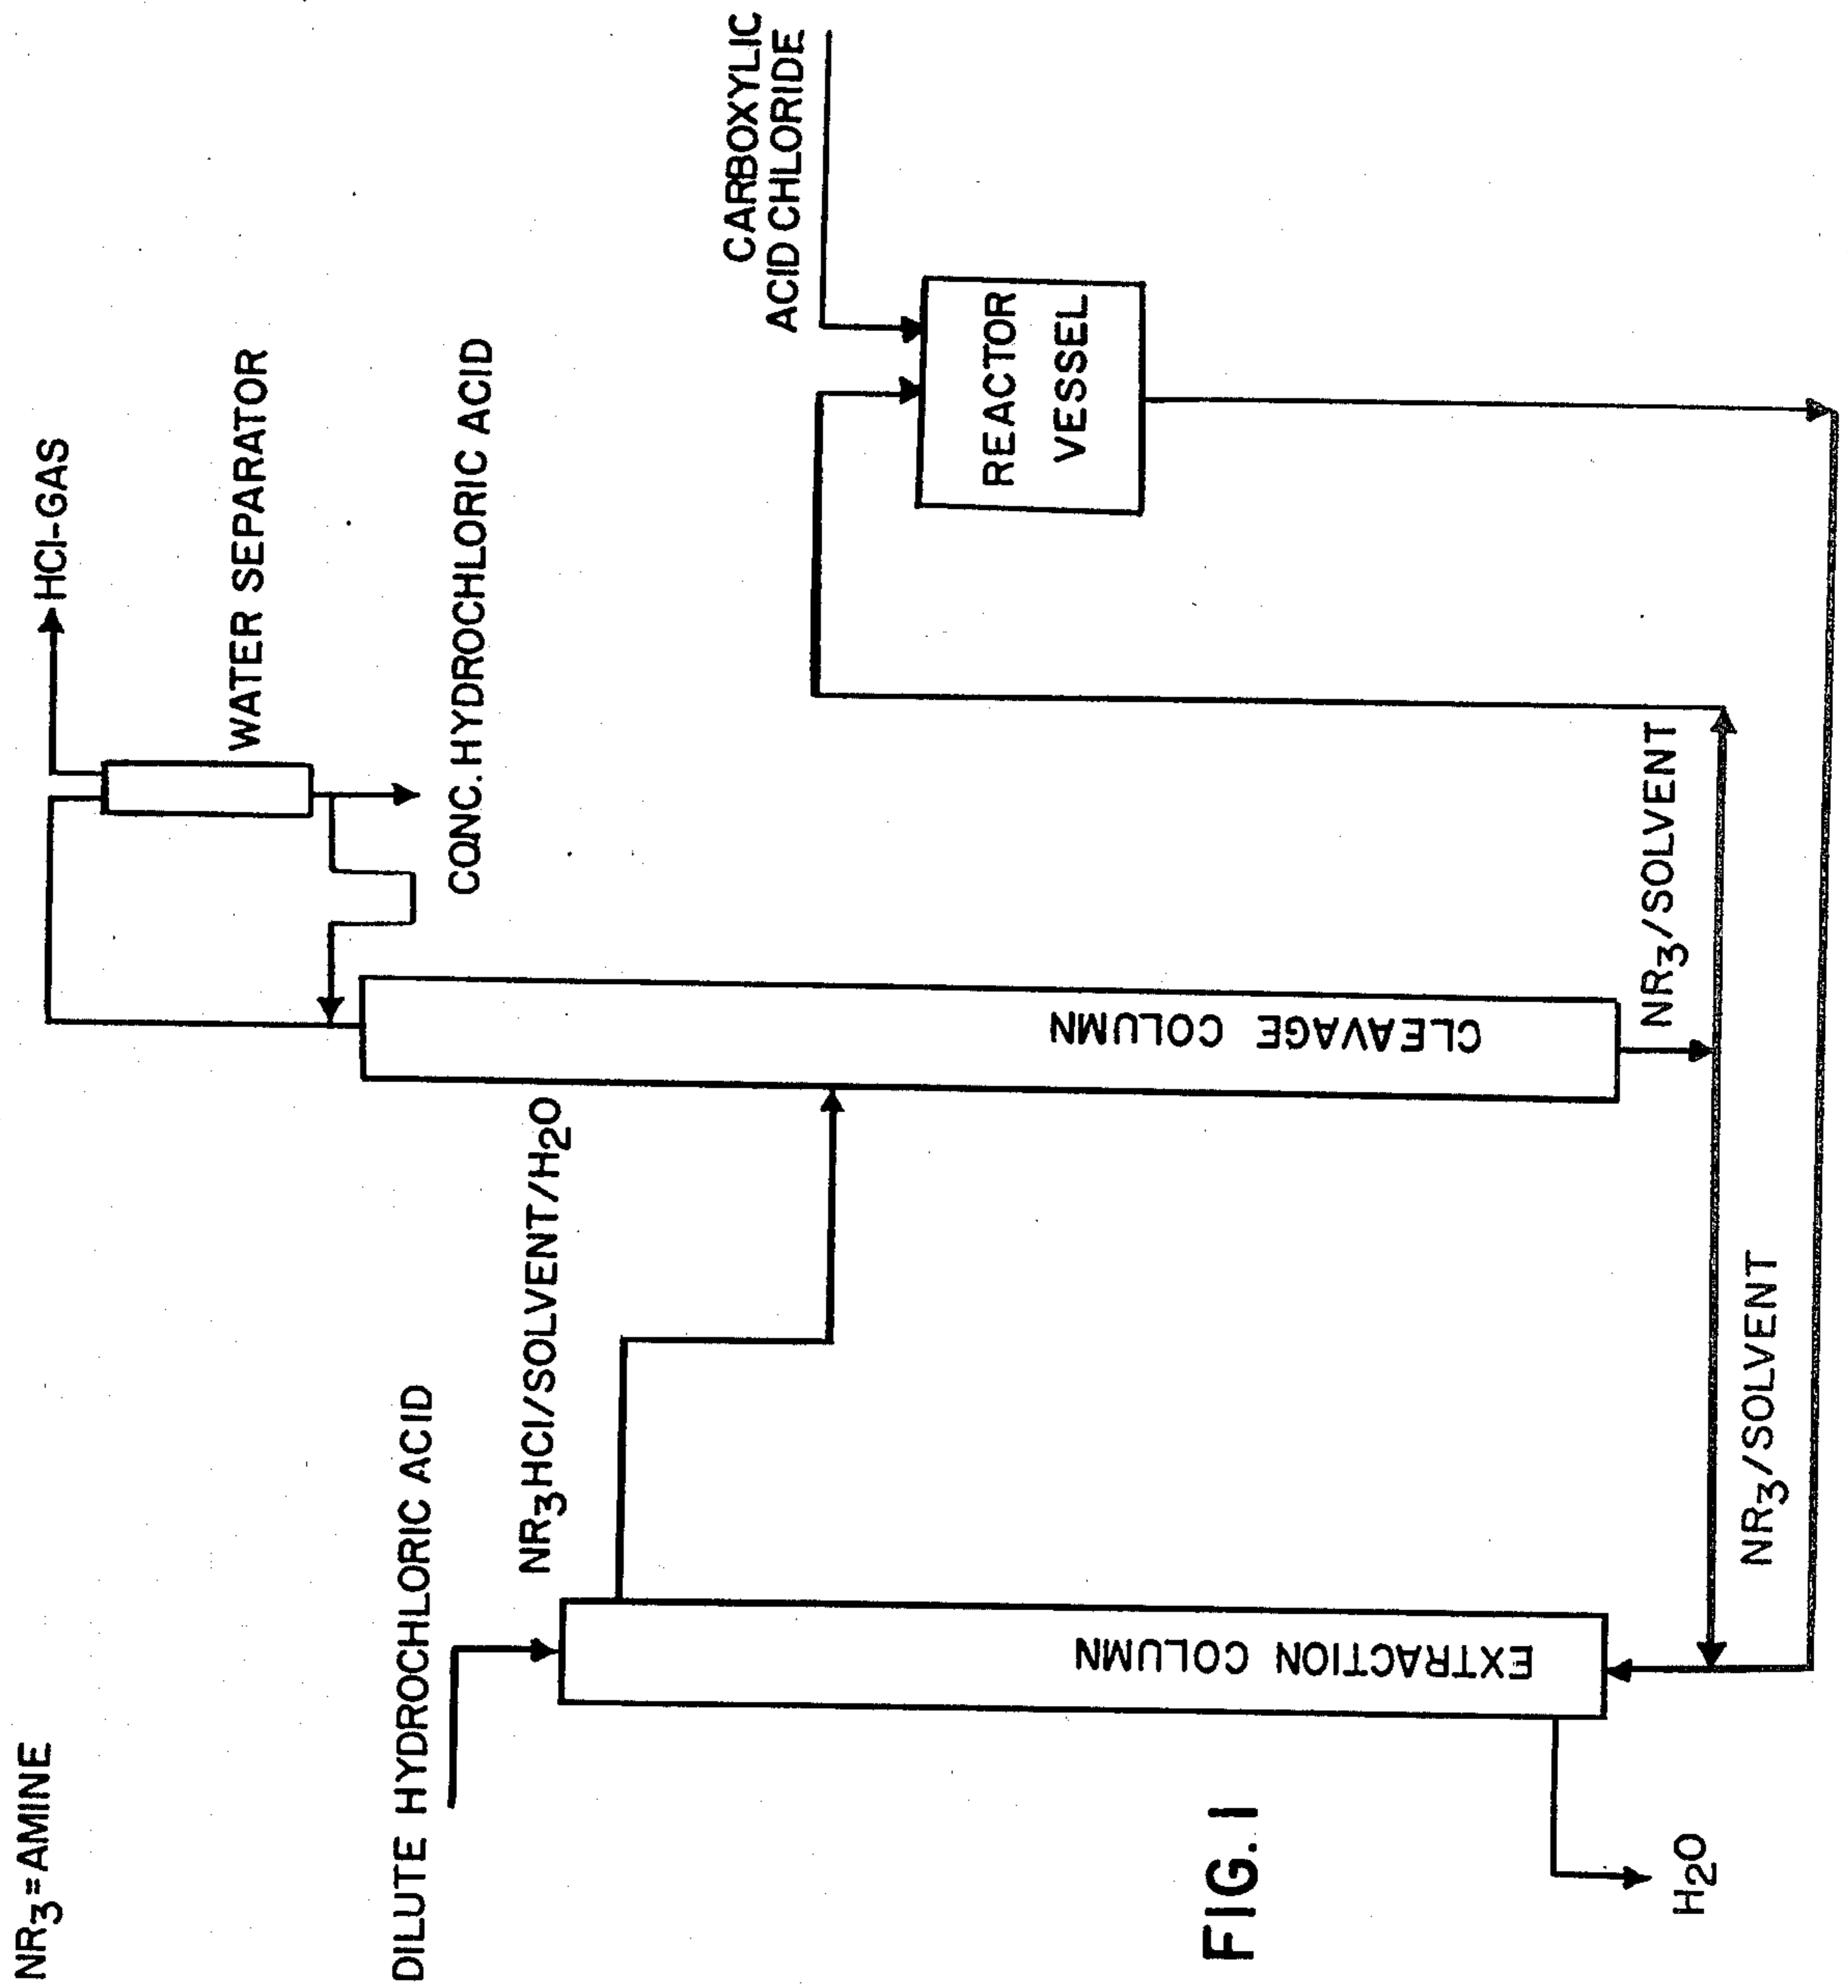 NR3=AMINE
DILUTE HYDROCHLORIC ACID
NR3HCl/SOLVENT/H2O
HCl-GAS
WATER SEPARATOR
CONC. HYDROCHLORIC ACID
CARBOXYLIC
ACID CHLORIDE
REACTOR
VESSEL
CLEAVAGE COLUMN
EXTRACTION COLUMN
NR3/SOLVENT
NR3/SOLVENT
H2O
FIG. 1